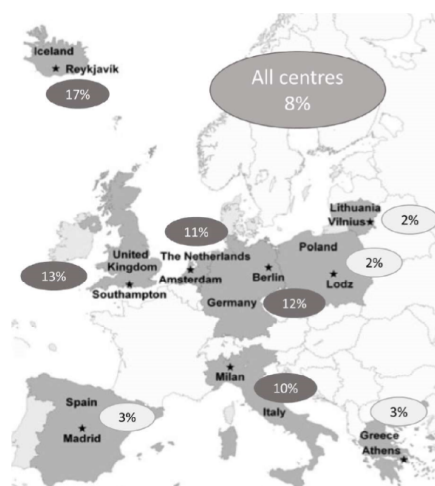 Iceland
Reykjavík
17%
All centres
8%
Lithuania
Vilnius
2%
11%
The Netherlands
Amsterdam
Poland
2%
United
Kingdom
13%
Southampton
Berlin
Lodz
Germany
12%
Milan
10%
Italy
Spain
3%
Madrid
3%
Greece
Athens